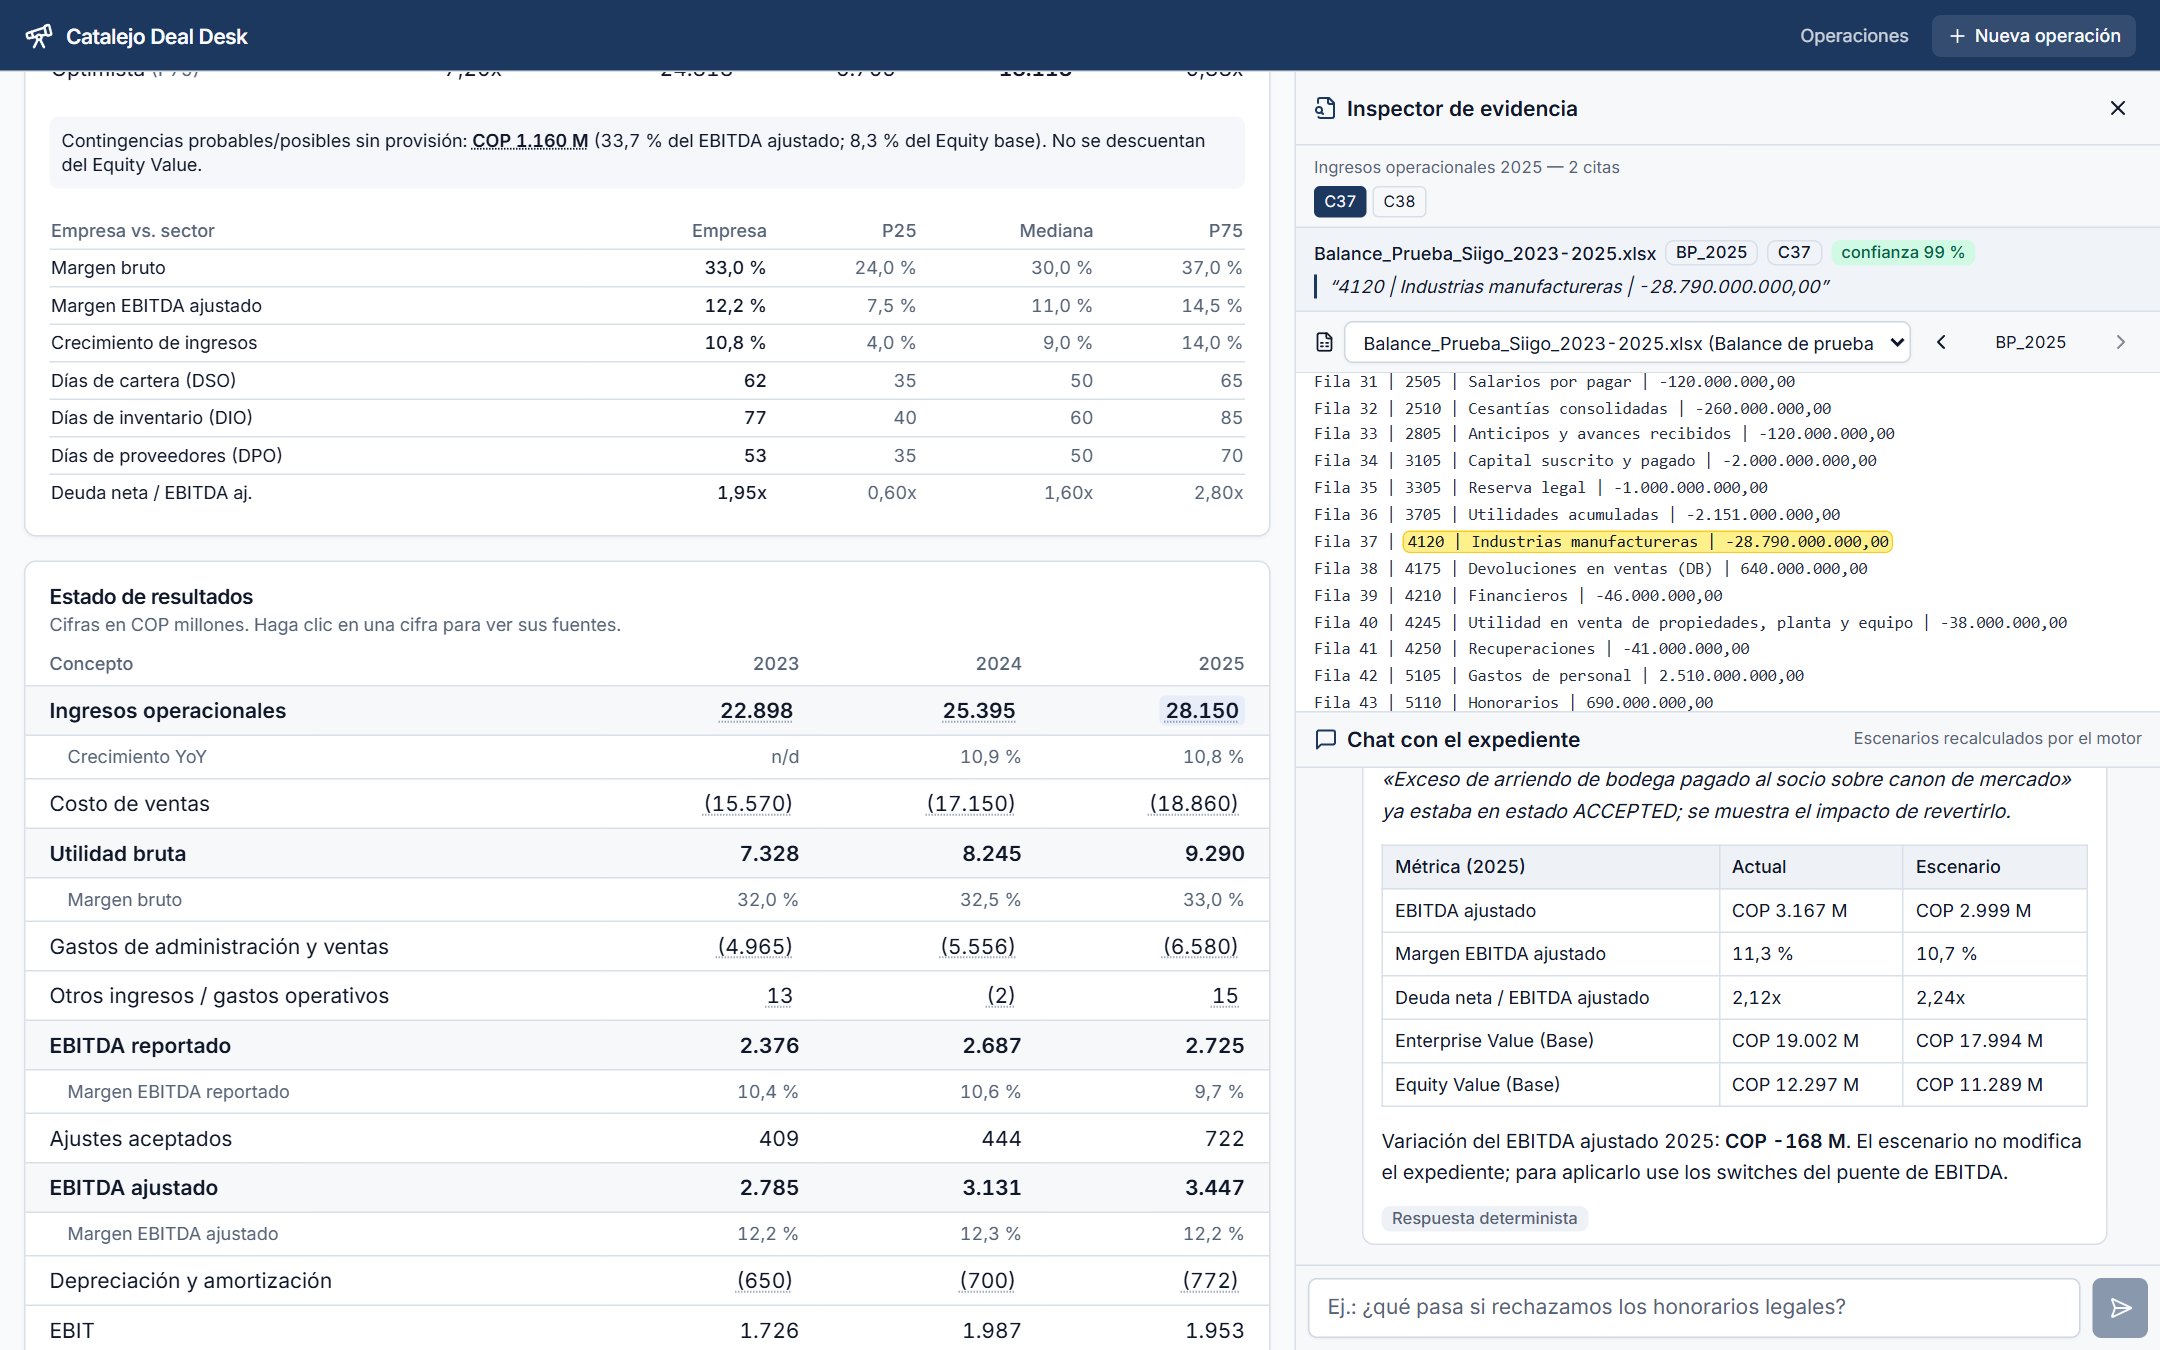 Catalejo Deal Desk
Operaciones
+ Nueva operación
Contingencias probables/posibles sin provisión: COP 1.160 M (33,7 % del EBITDA ajustado; 8,3 % del Equity base). No se descuentan
del Equity Value.
Empresa vs. sector Empresa P25 Mediana P75
Margen bruto 33,0 % 24,0 % 30,0 % 37,0 %
Margen EBITDA ajustado 12,2 % 7,5 % 11,0 % 14,5 %
Crecimiento de ingresos 10,8 % 4,0 % 9,0 % 14,0 %
Días de cartera (DSO) 62 35 50 65
Días de inventario (DIO) 77 40 60 85
Días de proveedores (DPO) 53 35 50 70
Deuda neta / EBITDA aj. 1,95x 0,60x 1,60x 2,80x
Estado de resultados
Cifras en COP millones. Haga clic en una cifra para ver sus fuentes.
Concepto 2023 2024 2025
Ingresos operacionales 22.898 25.395 28.150
Crecimiento YoY n/d 10,9 % 10,8 %
Costo de ventas (15.570) (17.150) (18.860)
Utilidad bruta 7.328 8.245 9.290
Margen bruto 32,0 % 32,5 % 33,0 %
Gastos de administración y ventas (4.965) (5.556) (6.580)
Otros ingresos / gastos operativos 13 (2) 15
EBITDA reportado 2.376 2.687 2.725
Margen EBITDA reportado 10,4 % 10,6 % 9,7 %
Ajustes aceptados 409 444 722
EBITDA ajustado 2.785 3.131 3.447
Margen EBITDA ajustado 12,2 % 12,3 % 12,2 %
Depreciación y amortización (650) (700) (772)
EBIT 1.726 1.987 1.953
Inspector de evidencia
Ingresos operacionales 2025 — 2 citas
C37 C38
Balance_Prueba_Siigo_2023-2025.xlsx BP_2025 C37 confianza 99 %
“4120 | Industrias manufactureras | -28.790.000.000,00”
Balance_Prueba_Siigo_2023-2025.xlsx (Balance de prueba BP_2025
Fila 31 | 2505 | Salarios por pagar | -120.000.000,00
Fila 32 | 2510 | Cesantías consolidadas | -260.000.000,00
Fila 33 | 2805 | Anticipos y avances recibidos | -120.000.000,00
Fila 34 | 3105 | Capital suscrito y pagado | -2.000.000.000,00
Fila 35 | 3305 | Reserva legal | -1.000.000.000,00
Fila 36 | 3705 | Utilidades acumuladas | -2.151.000.000,00
Fila 37 | 4120 | Industrias manufactureras | -28.790.000.000,00
Fila 38 | 4175 | Devoluciones en ventas (DB) | 640.000.000,00
Fila 39 | 4210 | Financieros | -46.000.000,00
Fila 40 | 4245 | Utilidad en venta de propiedades, planta y equipo | -38.000.000,00
Fila 41 | 4250 | Recuperaciones | -41.000.000,00
Fila 42 | 5105 | Gastos de personal | 2.510.000.000,00
Fila 43 | 5110 | Honorarios | 690.000.000,00
Chat con el expediente
Escenarios recalculados por el motor
«Exceso de arriendo de bodega pagado al socio sobre canon de mercado»
ya estaba en estado ACCEPTED; se muestra el impacto de revertirlo.
Métrica (2025) Actual Escenario
EBITDA ajustado COP 3.167 M COP 2.999 M
Margen EBITDA ajustado 11,3 % 10,7 %
Deuda neta / EBITDA ajustado 2,12x 2,24x
Enterprise Value (Base) COP 19.002 M COP 17.994 M
Equity Value (Base) COP 12.297 M COP 11.289 M
Variación del EBITDA ajustado 2025: COP -168 M. El escenario no modifica
el expediente; para aplicarlo use los switches del puente de EBITDA.
Respuesta determinista
Ej.: ¿qué pasa si rechazamos los honorarios legales?